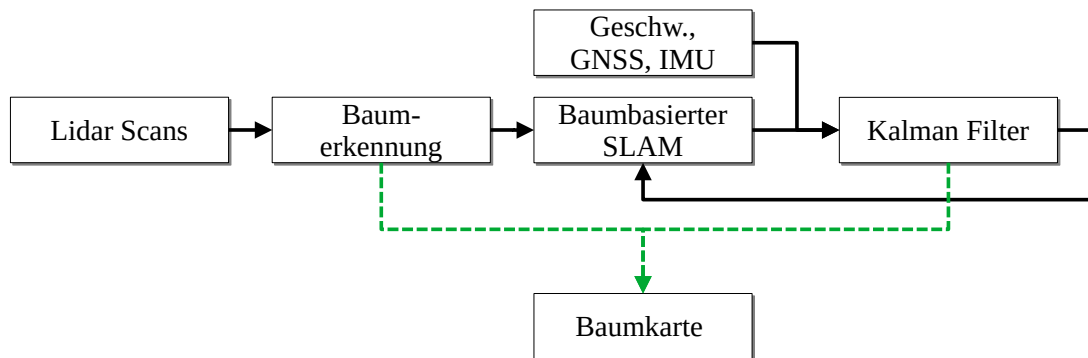 Geschw.,
GNSS, IMU
Lidar Scans
Baum-
erkennung
Baumbasierter
SLAM
Kalman Filter
Baumkarte